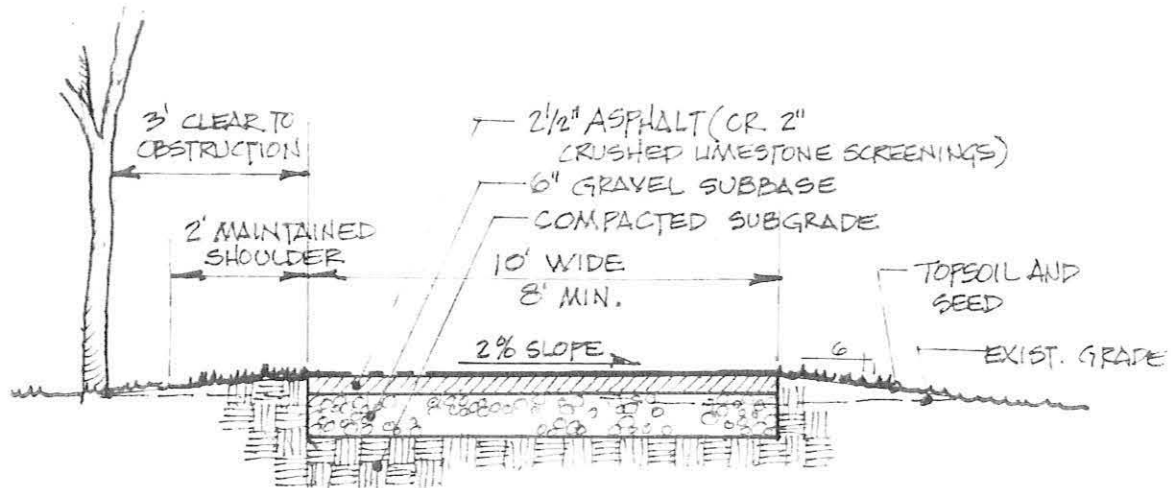 3' CLEAR TO
OBSTRUCTION
2' MAINTAINED
SHOULDER
2 1/2" ASPHALT (OR 2"
CRUSHED LIMESTONE SCREENINGS)
6" GRAVEL SUBBASE
COMPACTED SUBGRADE
10' WIDE
8' MIN.
2% SLOPE
TOPSOIL AND
SEED
6
EXIST. GRADE